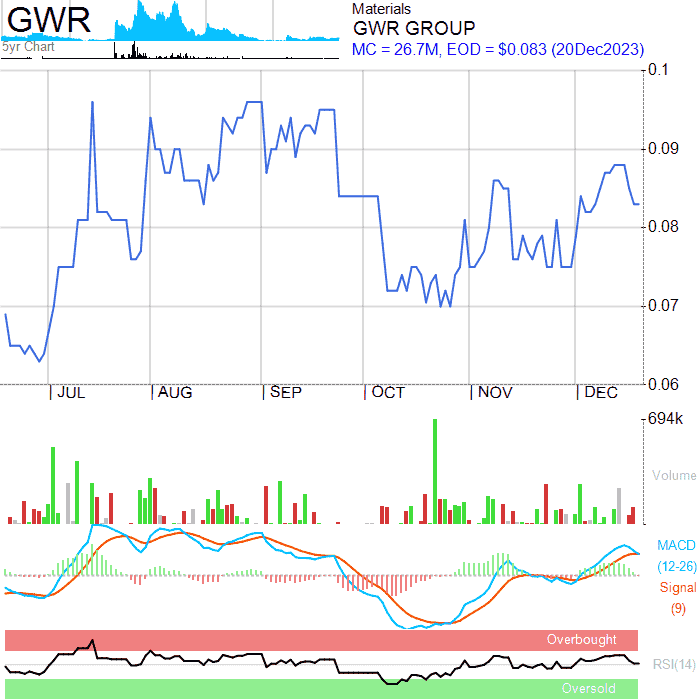 GWR
5yr Chart
Materials
GWR GROUP
MC = 26.7M, EOD = $0.083 (20Dec2023)
0.1
0.09
0.08
0.07
0.06
JUL AUG SEP OCT NOV DEC
694k
Volume
MACD
(12-26)
Signal
(9)
Overbought
RSI(14)
Oversold